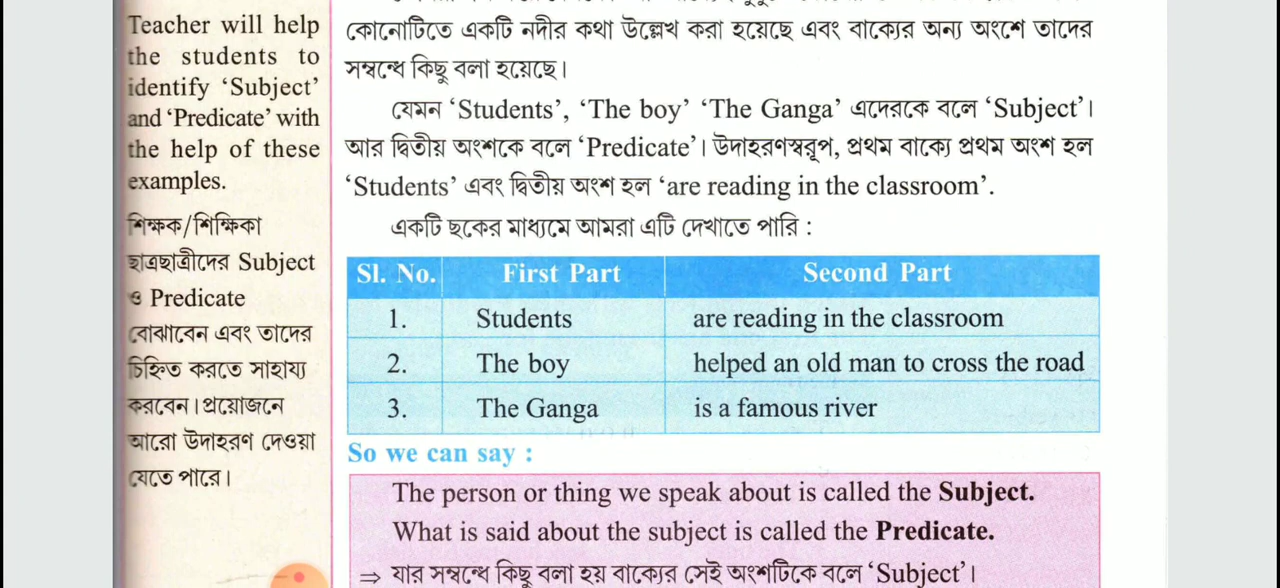 Teacher will help
the students to
identify ‘Subject’
and ‘Predicate’ with
the help of these
examples.
শিক্ষক/শিক্ষিকা
ছাত্রছাত্রীদের Subject
ও Predicate
বোঝাবেন এবং তাদের
চিহ্নিত করতে সাহায্য
করবেন। প্রয়োজনে
আরো উদাহরণ দেওয়া
যেতে পারে।
কোনোটিতে একটি নদীর কথা উল্লেখ করা হয়েছে এবং বাক্যের অন্য অংশে তাদের
সম্বন্ধে কিছু বলা হয়েছে।
যেমন ‘Students’, ‘The boy’ ‘The Ganga’ এদেরকে বলে ‘Subject’।
আর দ্বিতীয় অংশকে বলে ‘Predicate’। উদাহরণস্বরূপ, প্রথম বাক্যে প্রথম অংশ হল
‘Students’ এবং দ্বিতীয় অংশ হল ‘are reading in the classroom’.
একটি ছকের মাধ্যমে আমরা এটি দেখাতে পারি :
Sl. No. First Part Second Part
1. Students are reading in the classroom
2. The boy helped an old man to cross the road
3. The Ganga is a famous river
So we can say :
The person or thing we speak about is called the Subject.
What is said about the subject is called the Predicate.
⇒ যার সম্বন্ধে কিছু বলা হয় বাক্যের সেই অংশটিকে বলে ‘Subject’।